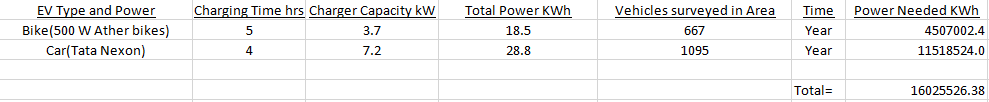 EV Type and Power Charging Time hrs Charger Capacity kW Total Power KWh Vehicles surveyed in Area Time Power Needed KWh
Bike(500 W Ather bikes) 5 3.7 18.5 667 Year 4507002.4
Car(Tata Nexon) 4 7.2 28.8 1095 Year 11518524.0
Total= 16025526.38